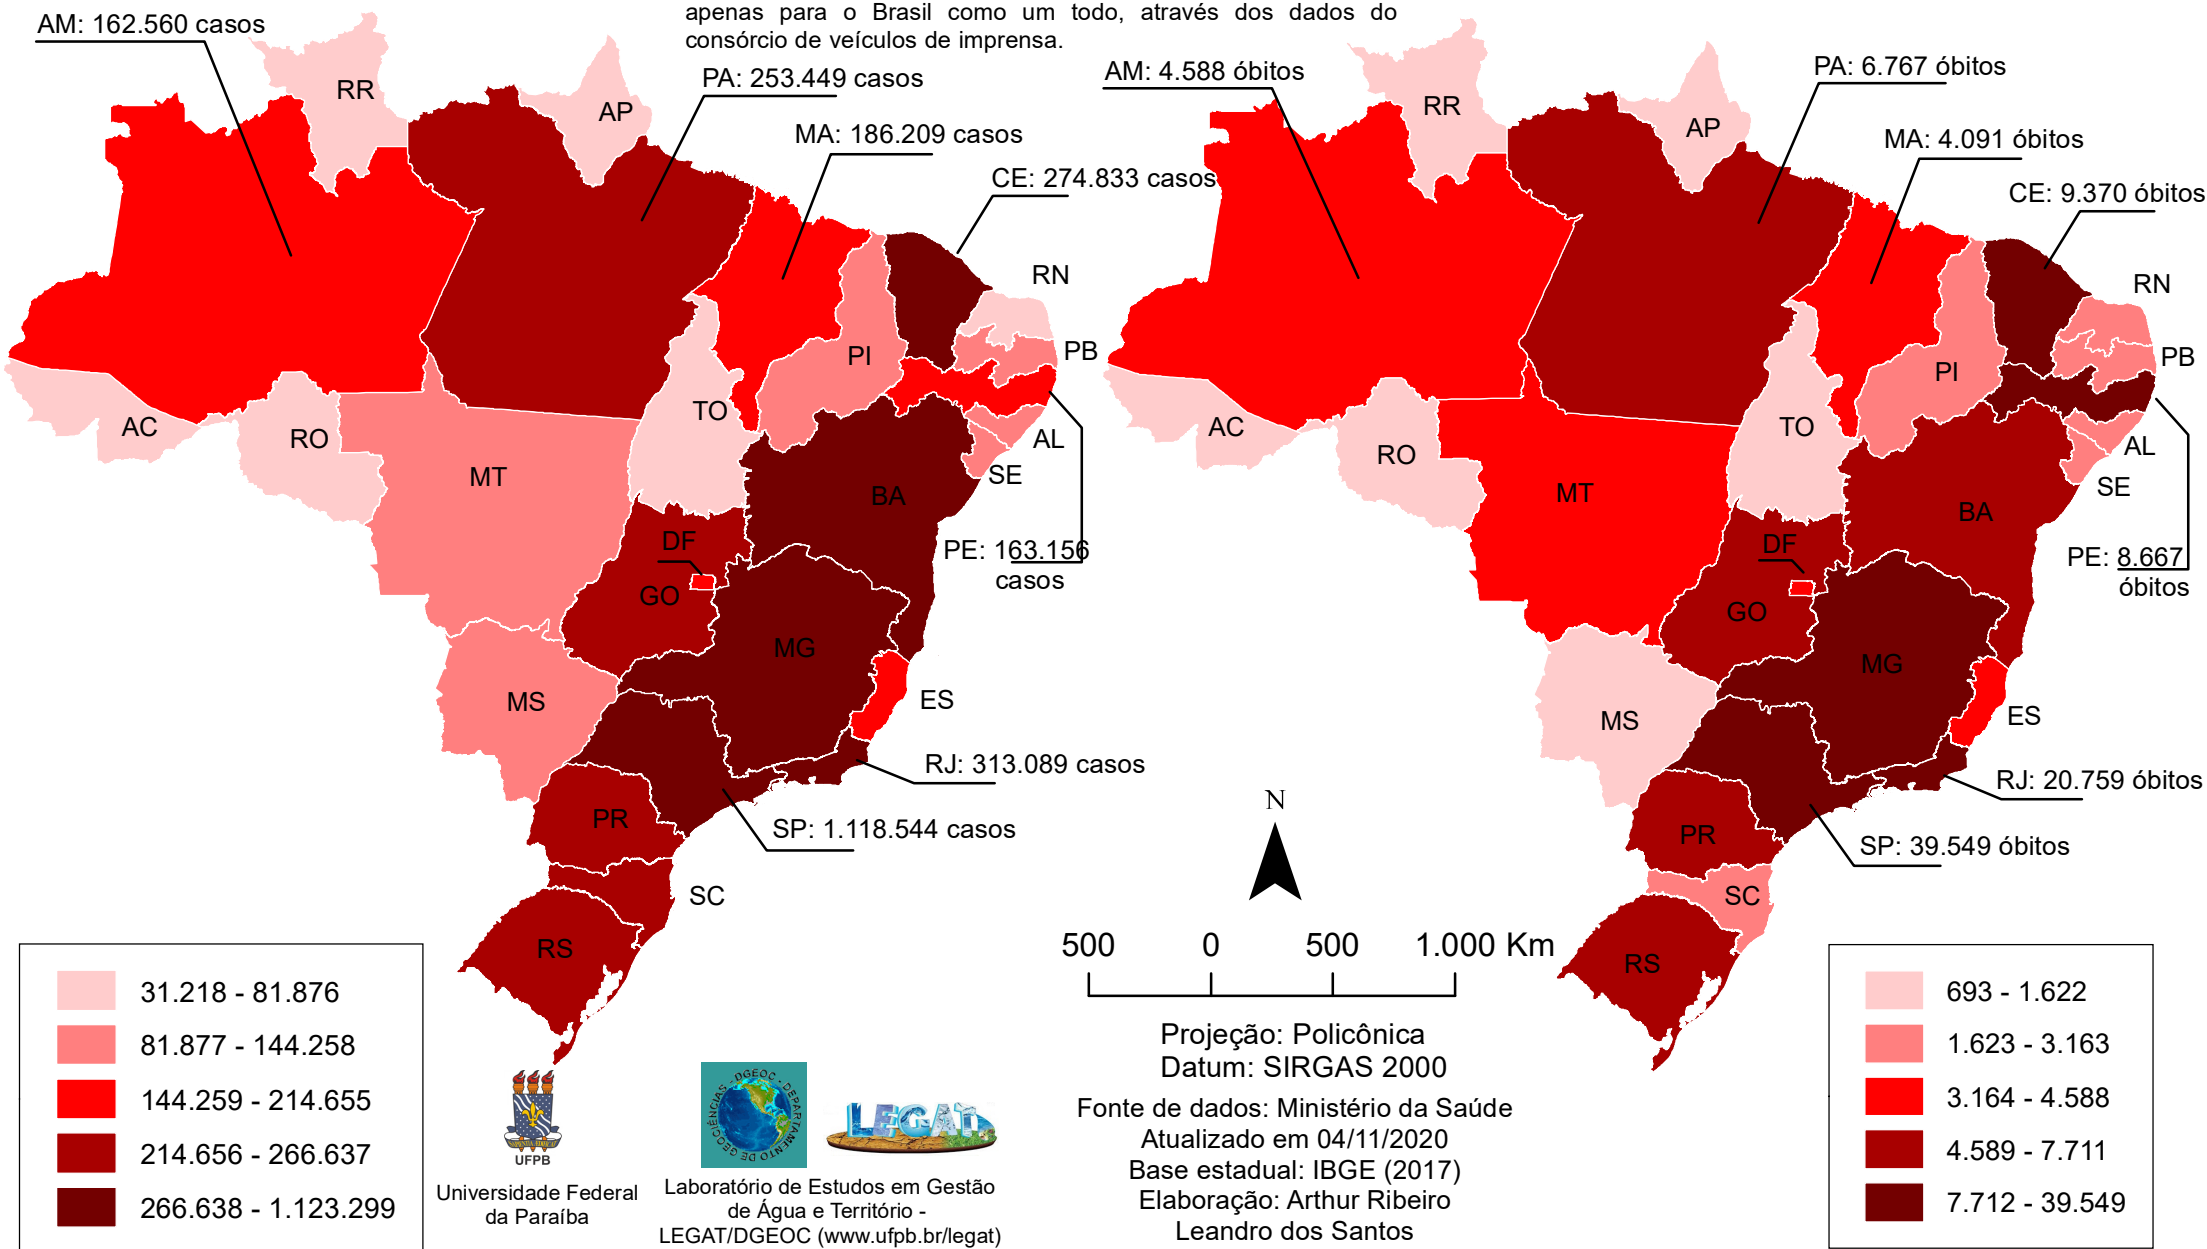 apenas para o Brasil como um todo, através dos dados do
consórcio de veículos de imprensa.
AM: 162.560 casos
PA: 253.449 casos
MA: 186.209 casos
CE: 274.833 casos
RR
AP
RN
PB
PI
TO
AC
RO
MT
AL
SE
BA
DF
GO
PE: 163.156
casos
MG
MS
ES
RJ: 313.089 casos
SP: 1.118.544 casos
PR
SC
RS
31.218 - 81.876
81.877 - 144.258
144.259 - 214.655
214.656 - 266.637
266.638 - 1.123.299
AM: 4.588 óbitos
PA: 6.767 óbitos
MA: 4.091 óbitos
CE: 9.370 óbitos
RR
AP
RN
PB
PI
TO
AC
RO
MT
AL
SE
BA
DF
GO
PE: 8.667
óbitos
MG
MS
ES
RJ: 20.759 óbitos
SP: 39.549 óbitos
PR
SC
RS
693 - 1.622
1.623 - 3.163
3.164 - 4.588
4.589 - 7.711
7.712 - 39.549
N
500 0 500 1.000 Km
Projeção: Policônica
Datum: SIRGAS 2000
Fonte de dados: Ministério da Saúde
Atualizado em 04/11/2020
Base estadual: IBGE (2017)
Elaboração: Arthur Ribeiro
Leandro dos Santos
UFPB
Universidade Federal
da Paraíba
DGEOC - DEPARTAMENTO DE GEOCIÊNCIAS -
LEGAT
Laboratório de Estudos em Gestão
de Água e Território -
LEGAT/DGEOC (www.ufpb.br/legat)